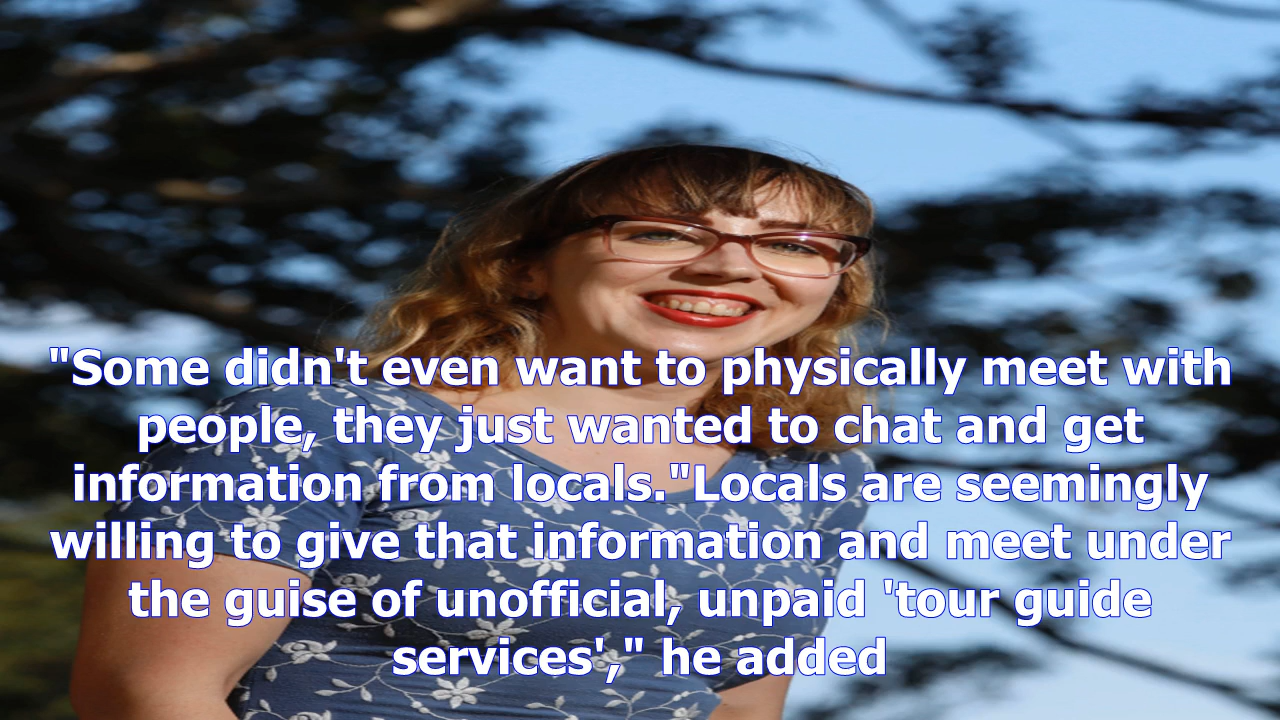 "Some didn't even want to physically meet with
people, they just wanted to chat and get
information from locals."Locals are seemingly
willing to give that information and meet under
the guise of unofficial, unpaid 'tour guide
services'," he added